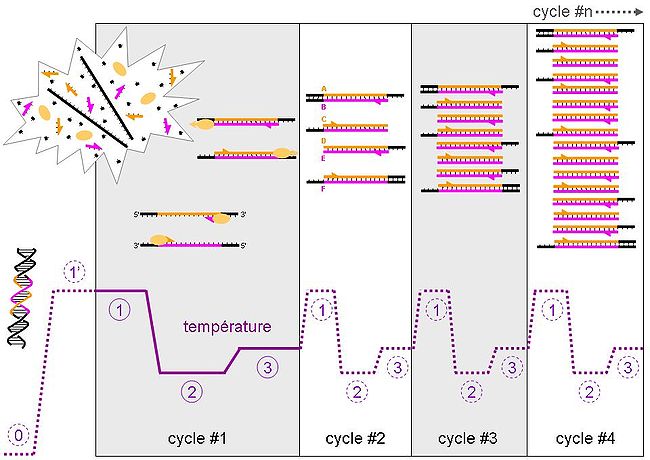 cycle #n
A
B
C
D
E
F
5' 3'
3' 5'
1'
1
température
3
2
0
1
3
2
1
3
2
1
3
2
cycle #1
cycle #2
cycle #3
cycle #4